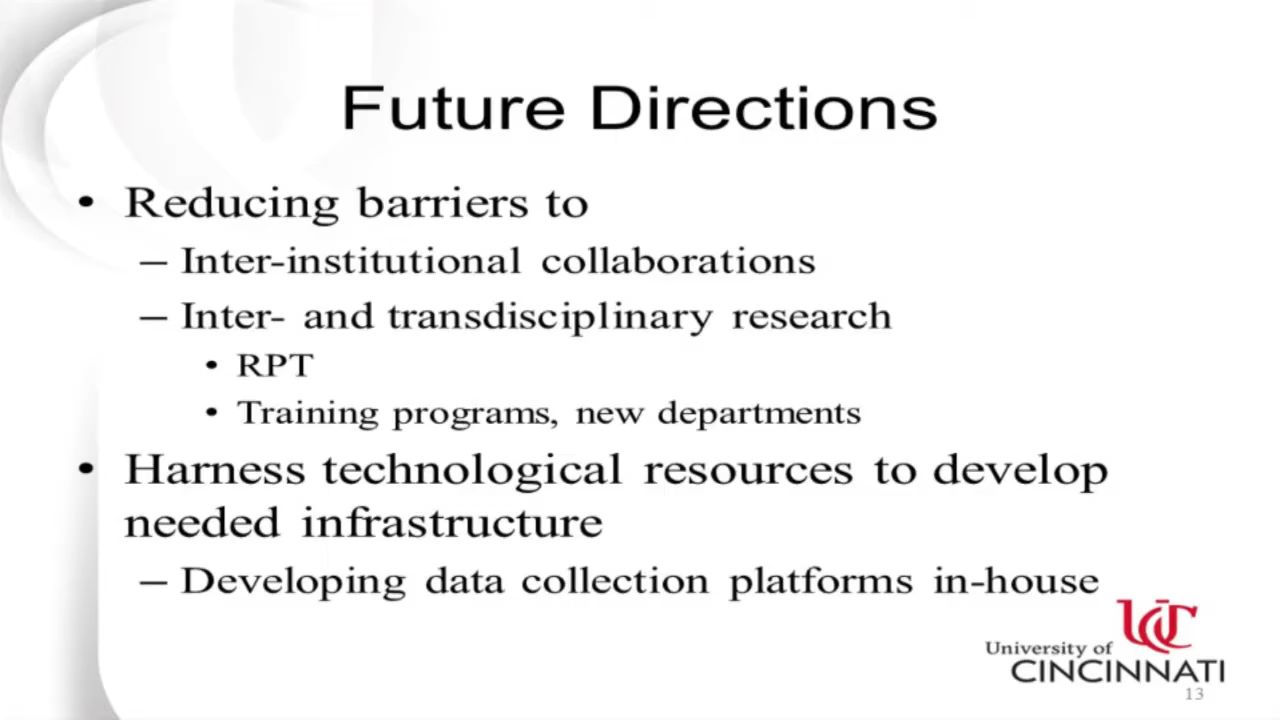 Future Directions
• Reducing barriers to
– Inter-institutional collaborations
– Inter- and transdisciplinary research
• RPT
• Training programs, new departments
• Harness technological resources to develop
needed infrastructure
– Developing data collection platforms in-house
UC
University of
CINCINNATI
13